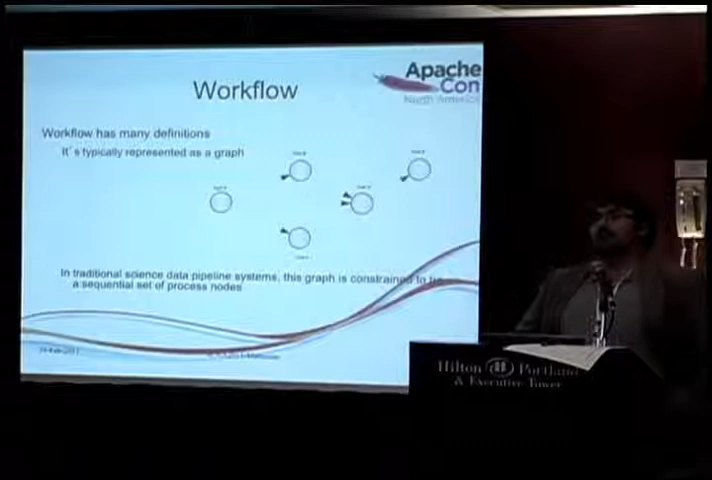 Workflow
Apache
Con
North America
Workflow has many definitions
It's typically represented as a graph
In traditional science data pipeline systems, this graph is constrained to be
a sequential set of process nodes
Hilton Portland
& Executive Tower